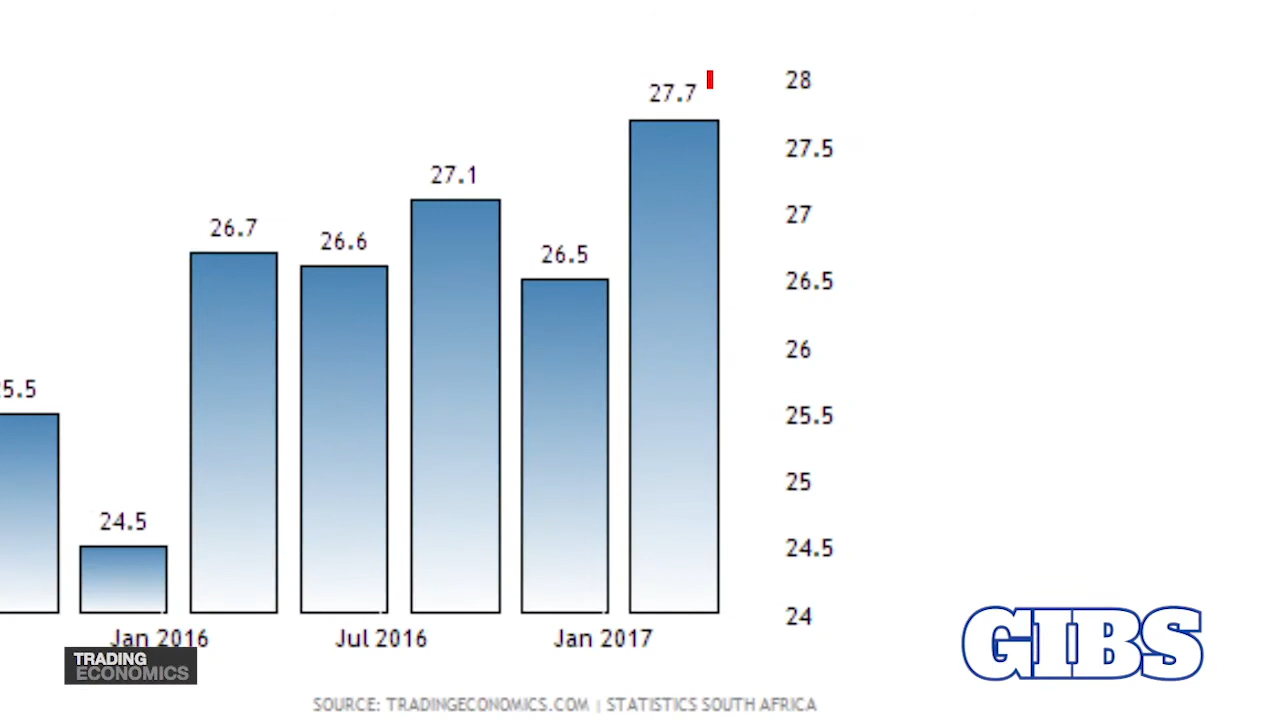 28
27.7
27.5
27.1
27
26.7
26.6
26.5
26.5
26
5.5
25.5
25
24.5
24.5
24
Jan 2016
Jul 2016
Jan 2017
TRADING
ECONOMICS
GIBS
SOURCE: TRADINGECONOMICS.COM | STATISTICS SOUTH AFRICA